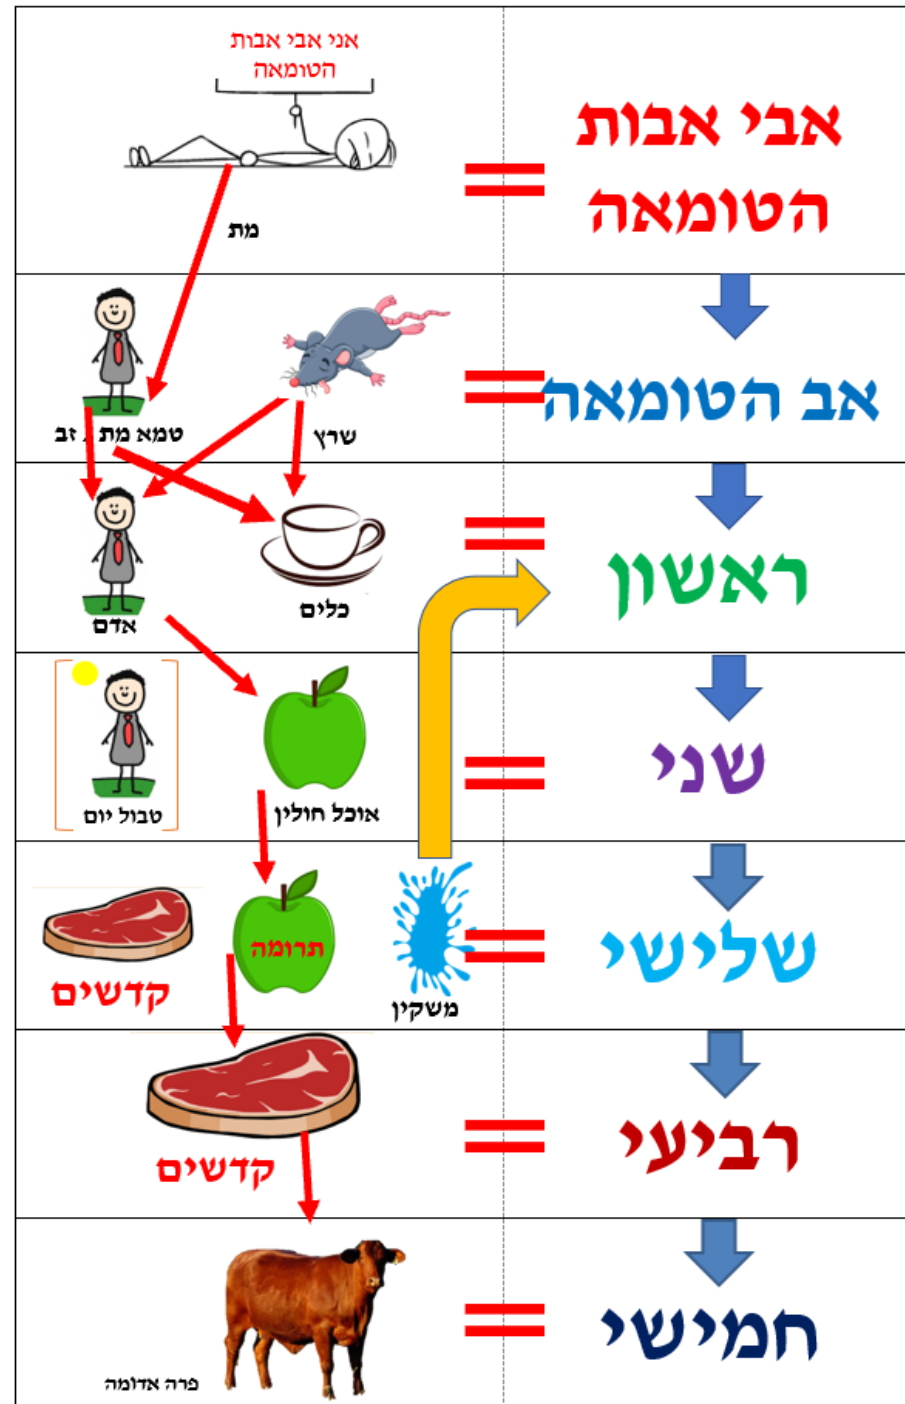 אני אבי אבות
הטומאה
אבי אבות
הטומאה
מת
אב הטומאה
שרץ
טמא מת זב
ראשון
כלים
אדם
שני
אוכל חולין
טבול יום
שלישי
תרומה
משקין
קדשים
רביעי
קדשים
חמישי
פרה אדומה